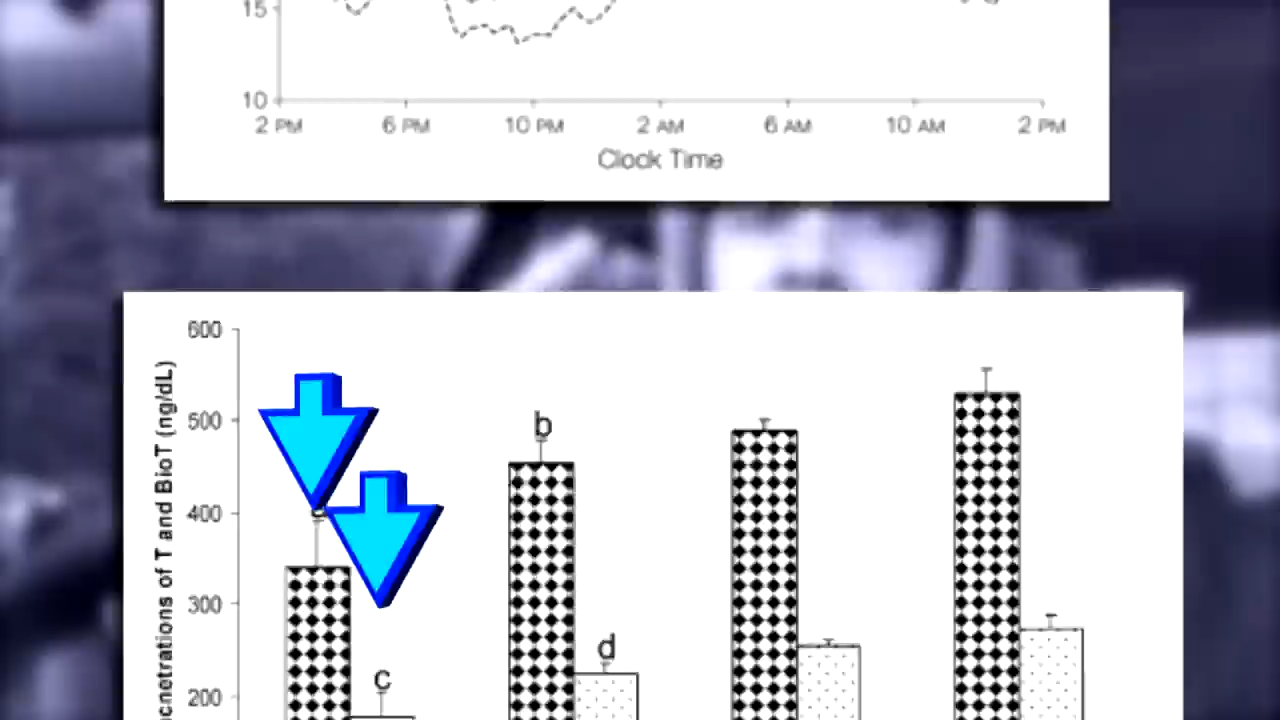 15
10
2 PM 6 PM 10 PM 2 AM 6 AM 10 AM 2 PM
Clock Time
600
500
400
300
200
of T and BioT (ng/dL)
b
c
d